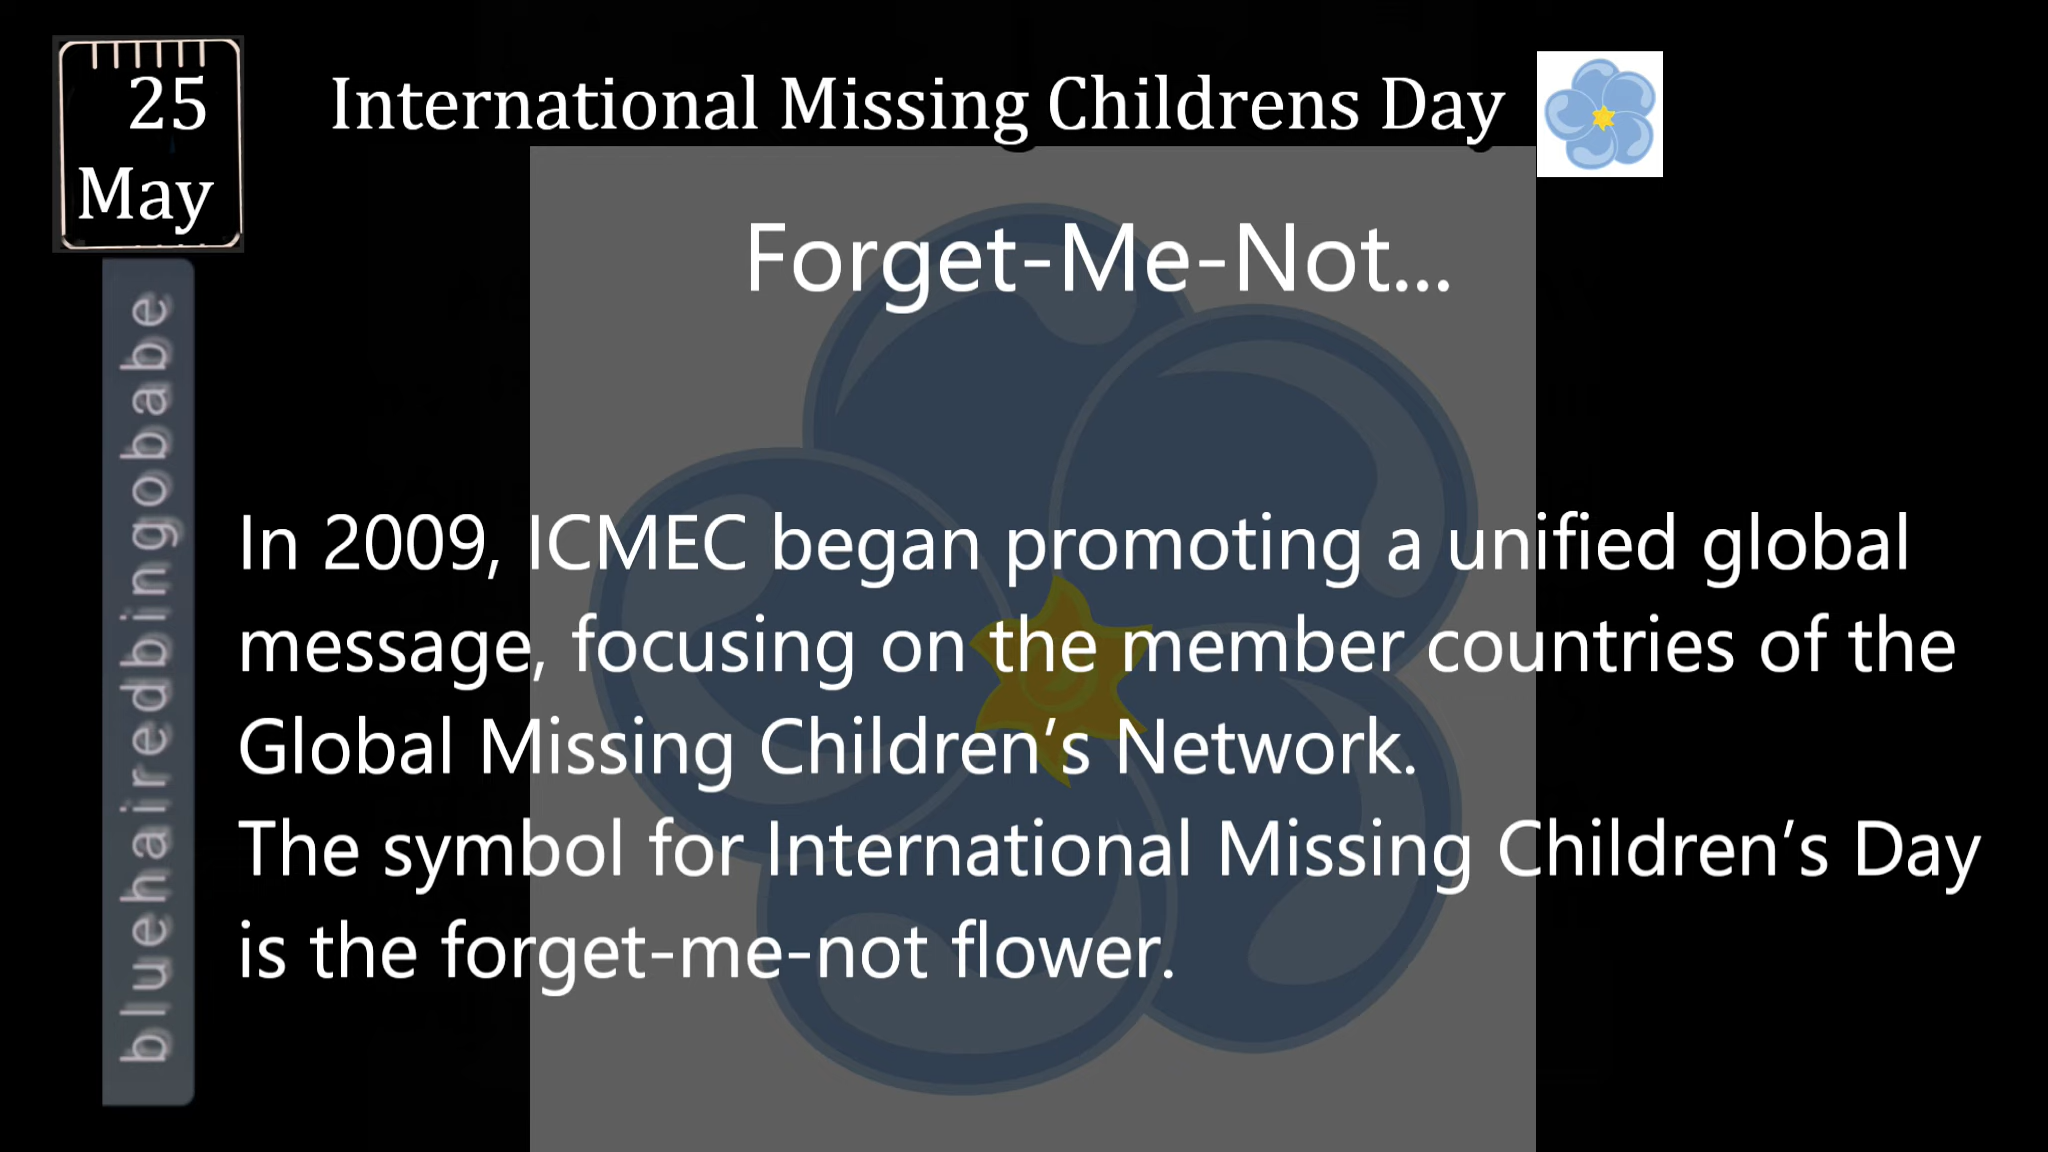 25
May
International Missing Childrens Day
Forget-Me-Not...
bluehairedbingobabe
In 2009, ICMEC began promoting a unified global
message, focusing on the member countries of the
Global Missing Children’s Network.
The symbol for International Missing Children’s Day
is the forget-me-not flower.